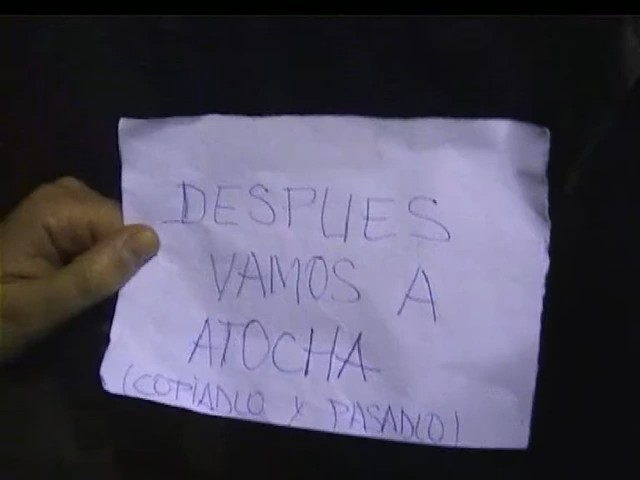 DESPUES
VAMOS A
ATOCHA
(COPIADLO Y PASADLO)